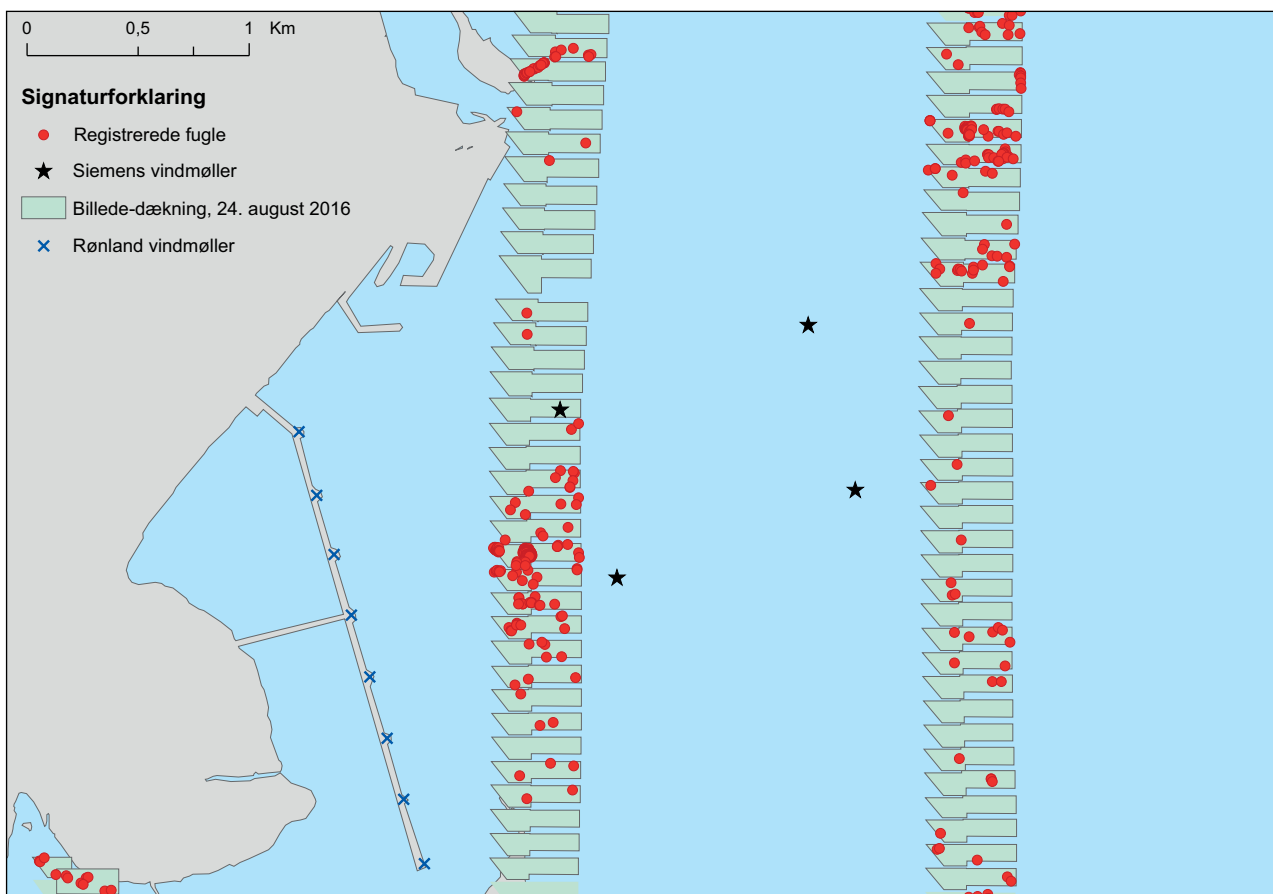 0 0,5 1 Km
Signaturforklaring
Registrerede fugle
Siemens vindmøller
Billede-dækning, 24. august 2016
Rønland vindmøller